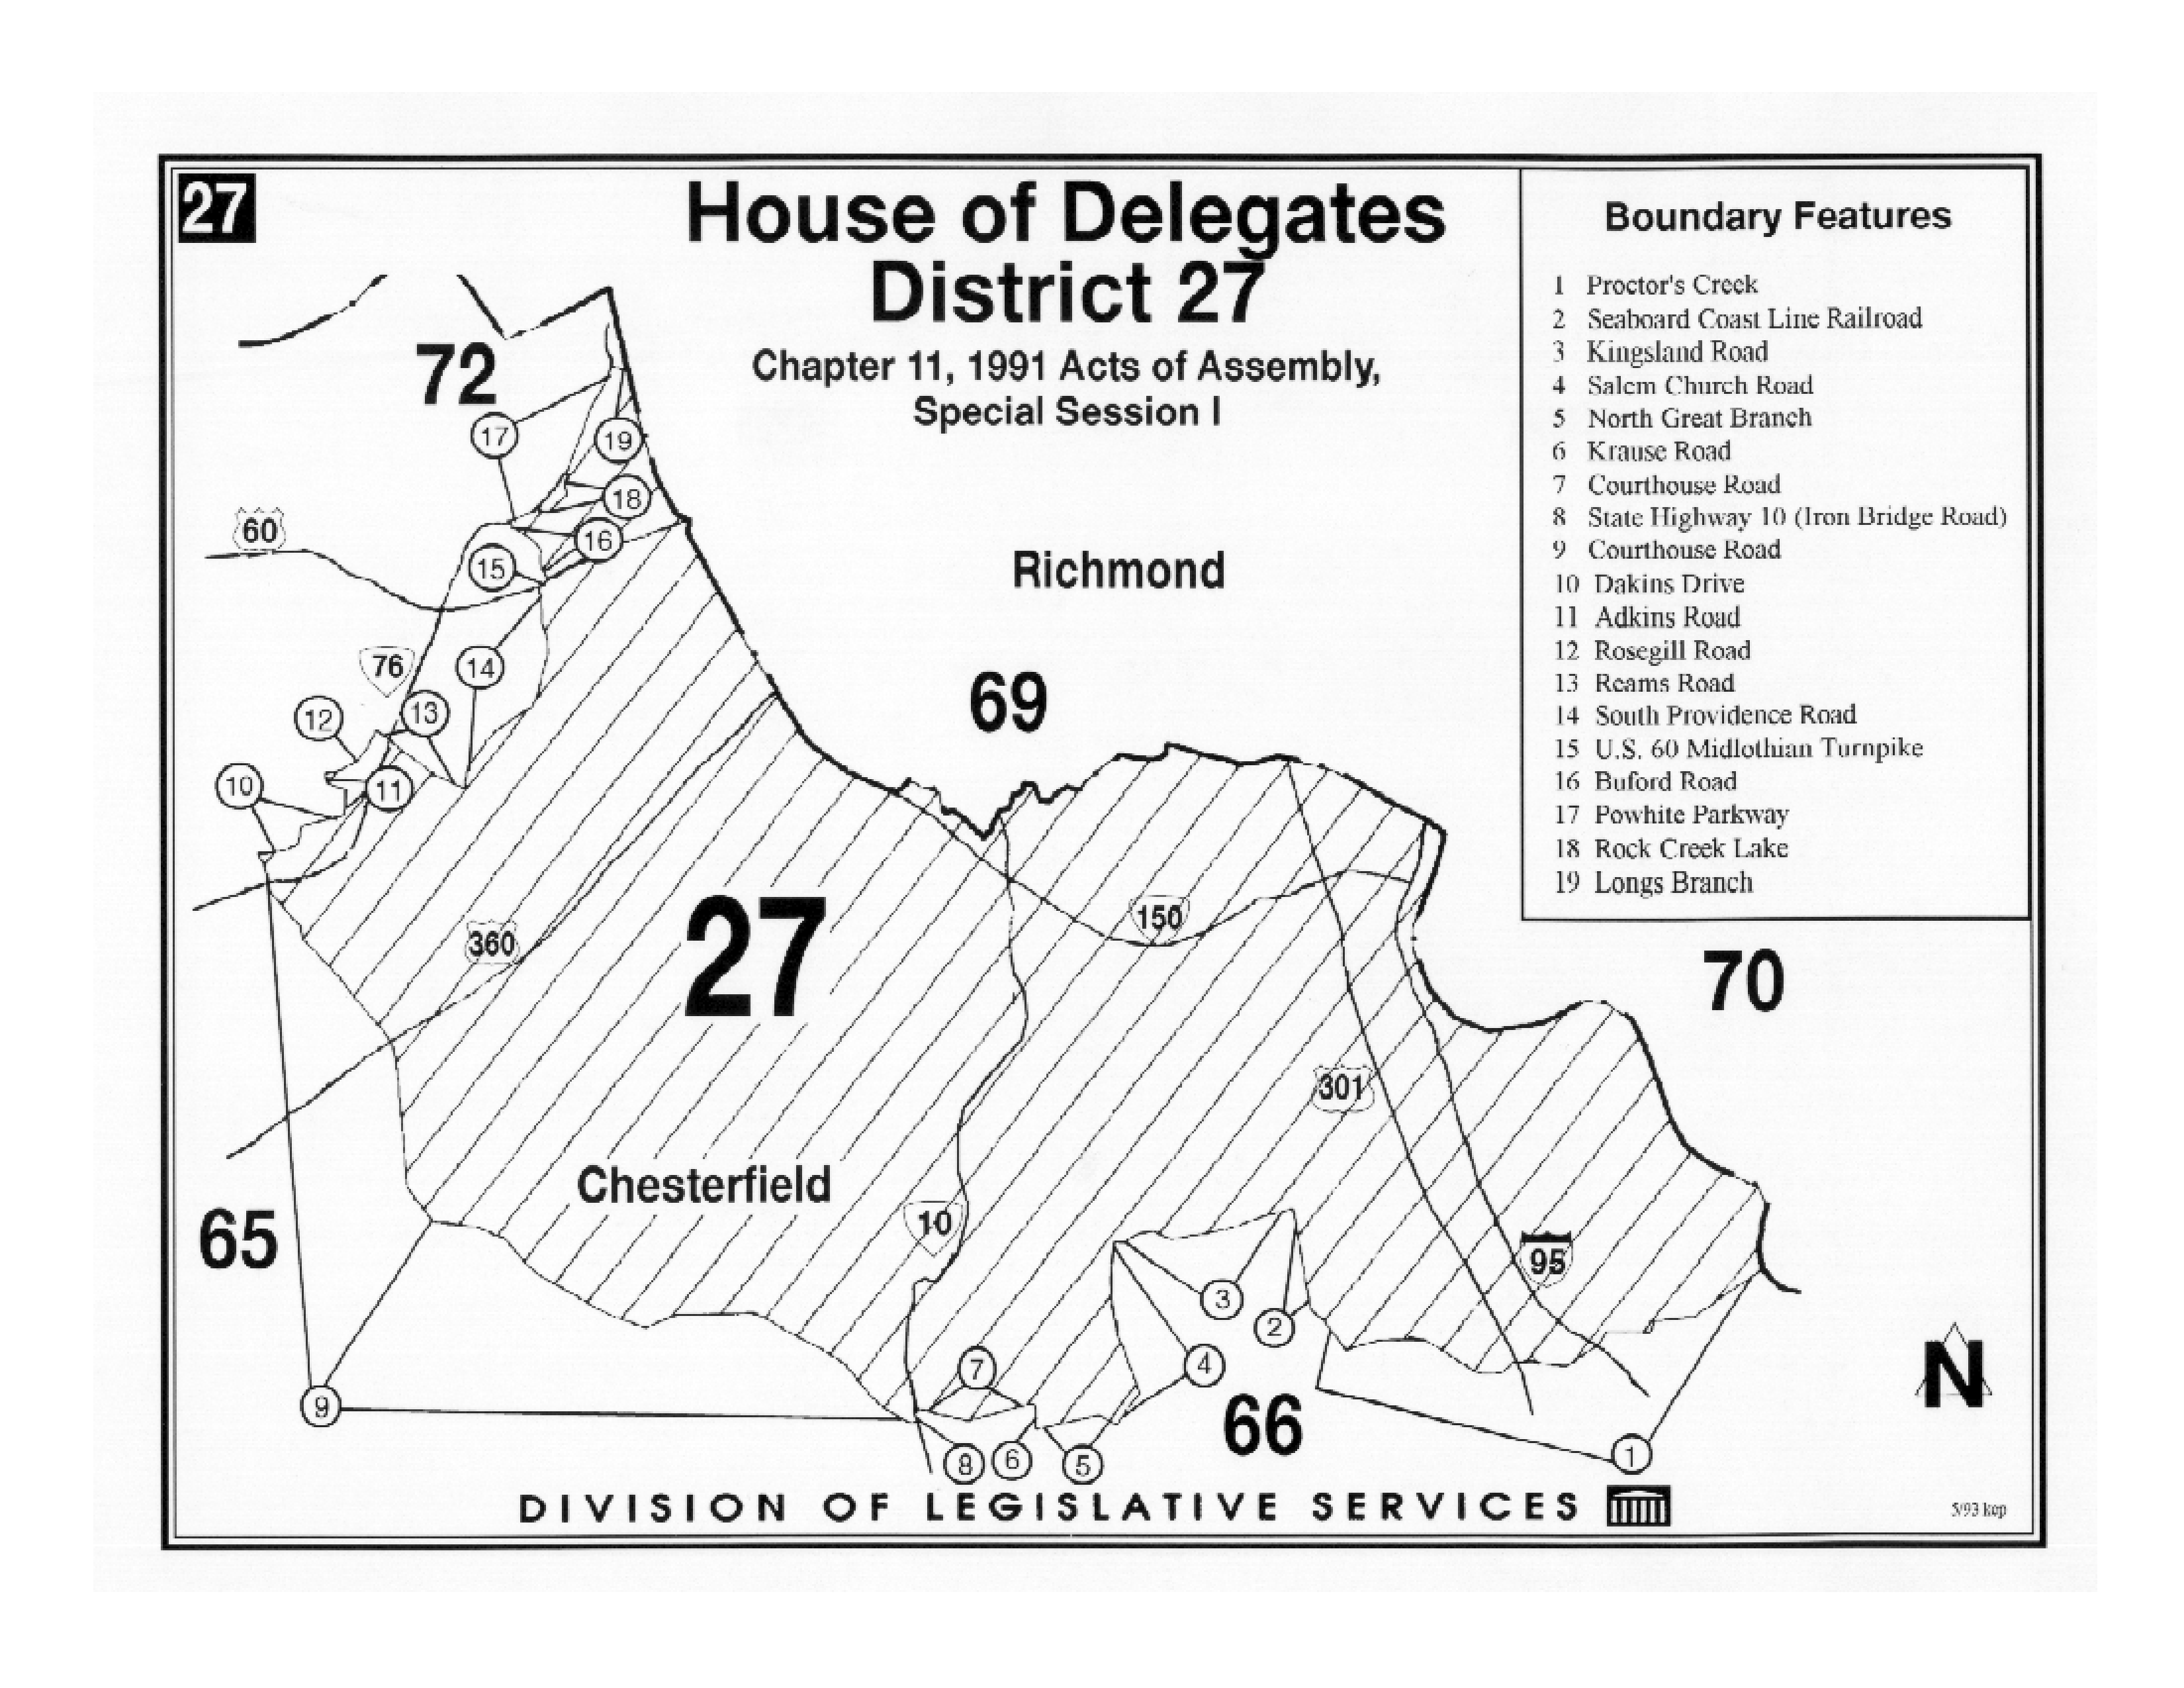 27
House of Delegates
District 27
Chapter 11, 1991 Acts of Assembly,
Special Session I
Boundary Features
1 Proctor's Creek
2 Seaboard Coast Line Railroad
3 Kingsland Road
4 Salem Church Road
5 North Great Branch
6 Krause Road
7 Courthouse Road
8 State Highway 10 (Iron Bridge Road)
9 Courthouse Road
10 Dakins Drive
11 Adkins Road
12 Rosegill Road
13 Reams Road
14 South Providence Road
15 U.S. 60 Midlothian Turnpike
16 Buford Road
17 Powhite Parkway
18 Rock Creek Lake
19 Longs Branch
72
17
19
18
60
16
15
Richmond
76
14
69
12
13
10
11
27
150
360
70
301
Chesterfield
65
10
95
3
2
7
4
9
66
8
6
5
1
N
DIVISION OF LEGISLATIVE SERVICES
5/93 kop